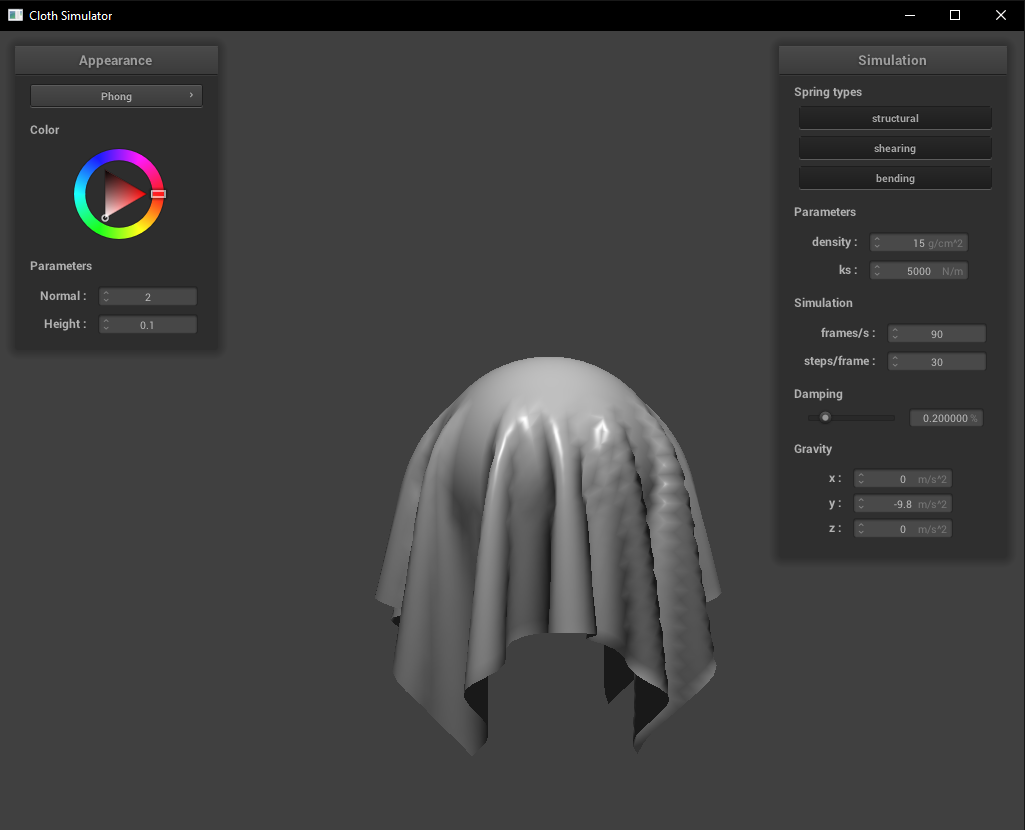 Cloth Simulator
Appearance
Phong
Color
Parameters
Normal : 2
Height : 0.1
Simulation
Spring types
structural
shearing
bending
Parameters
density : 15 g/cm^2
ks : 5000 N/m
Simulation
frames/s : 90
steps/frame : 30
Damping
0.200000 %
Gravity
x : 0 m/s^2
y : -9.8 m/s^2
z : 0 m/s^2